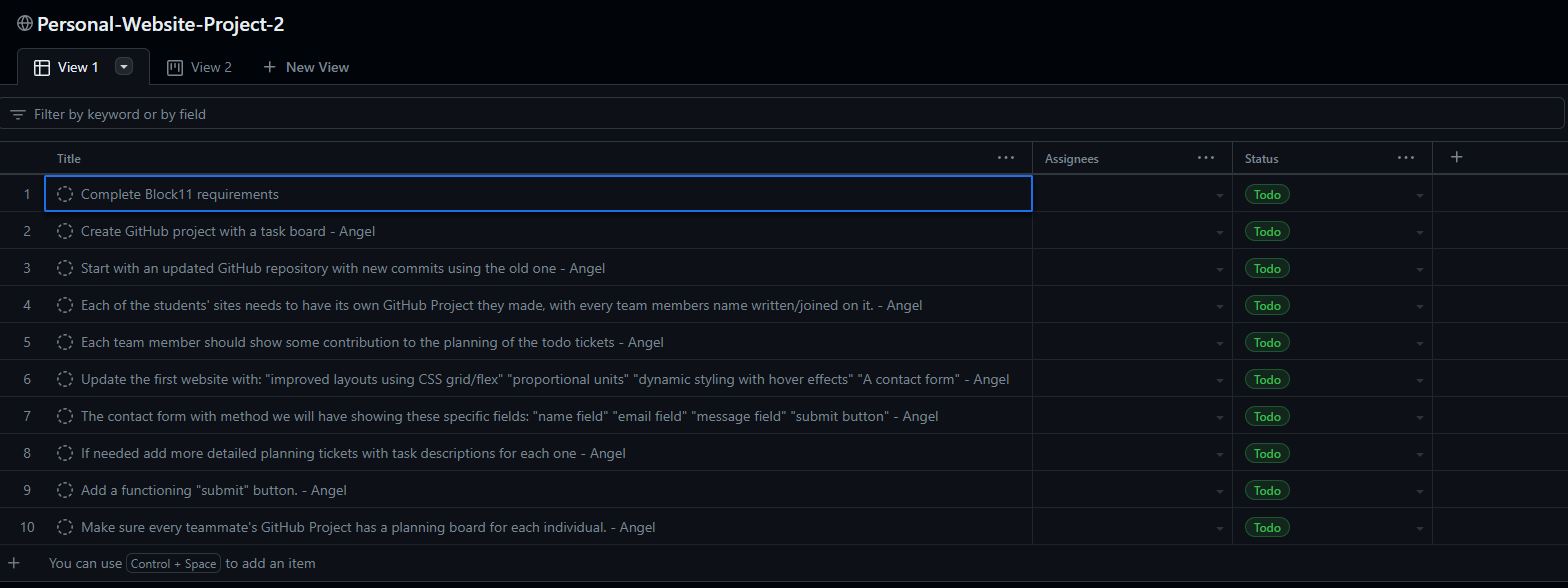 Personal-Website-Project-2
View 1 View 2 New View
Filter by keyword or by field
Title Assignees Status
1 Complete Block11 requirements Todo
2 Create GitHub project with a task board - Angel Todo
3 Start with an updated GitHub repository with new commits using the old one - Angel Todo
4 Each of the students' sites needs to have its own GitHub Project they made, with every team members name written/joined on it. - Angel Todo
5 Each team member should show some contribution to the planning of the todo tickets - Angel Todo
6 Update the first website with: "improved layouts using CSS grid/flex" "proportional units" "dynamic styling with hover effects" "A contact form" - Angel Todo
7 The contact form with method we will have showing these specific fields: "name field" "email field" "message field" "submit button" - Angel Todo
8 If needed add more detailed planning tickets with task descriptions for each one - Angel Todo
9 Add a functioning "submit" button. - Angel Todo
10 Make sure every teammate's GitHub Project has a planning board for each individual. - Angel Todo
You can use Control + Space to add an item